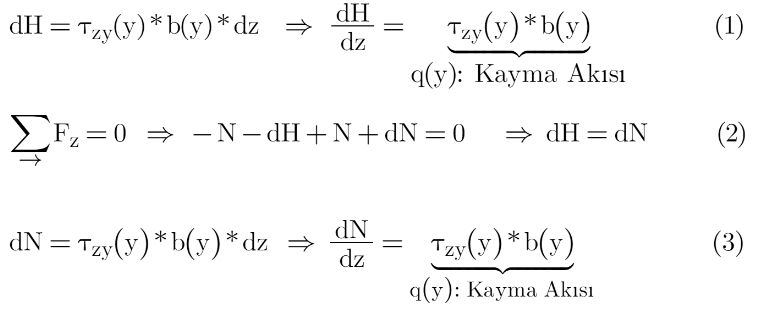 dH = τzy(y) * b(y) * dz ⇒ dH/dz = τzy(y) * b(y) (1)
q(y): Kayma Akısı
∑Fz = 0 ⇒ − N − dH + N + dN = 0 ⇒ dH = dN (2)
→
dN = τzy(y) * b(y) * dz ⇒ dN/dz = τzy(y) * b(y) (3)
q(y): Kayma Akısı